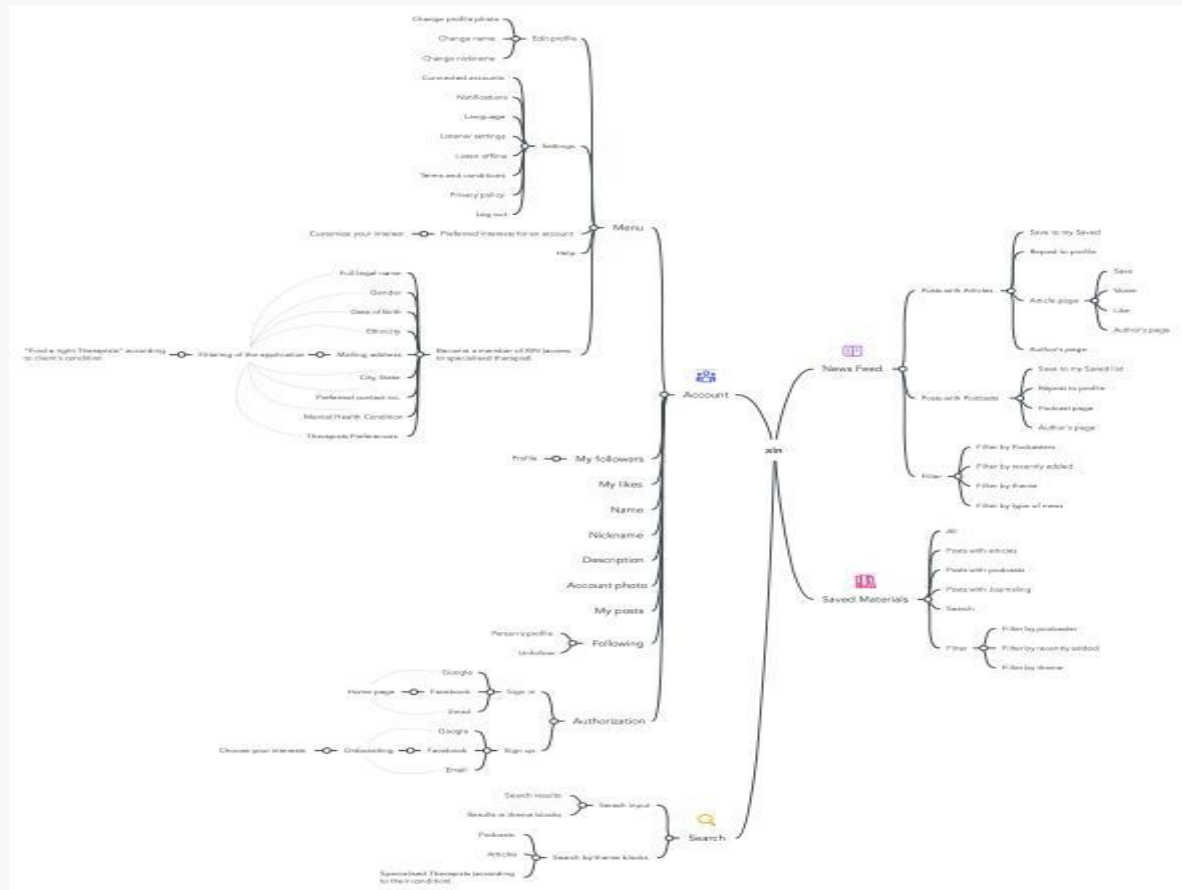 Change profile photo
Change name
Edit profile
Change nickname
Connected accounts
Notifications
Language
Listener settings
Listen offline
Settings
Terms and conditions
Privacy policy
Log out
Menu
Customize your interest
Preferred interests for an account
Help
Full legal name
Gender
Date of Birth
Ethnicity
Mailing address
City, State
Preferred contact no.
Mental Health Condition
Therapists Preferences
Filtering of the application
"Find a right Therapists" according
to client's condition
Become a member of XIN (access
to specialised therapist)
Account
My followers
Profile
My likes
Name
Nickname
Description
Account photo
My posts
Following
Person's profile
Unfollow
Authorization
Sign in
Google
Facebook
Email
Home page
Sign up
Google
Facebook
Email
Onboarding
Choose your interests
Search
Search input
Search results
Results in theme blocks
Search by theme blocks
Podcasts
Articles
Specialised Therapists (according
to their condition)
xin
News Feed
Posts with Articles
Save to my Saved
Repost to profile
Article page
Save
Share
Like
Author's page
Author's page
Posts with Podcasts
Save to my Saved list
Repost to profile
Podcast page
Author's page
Filter
Filter by Podcasters
Filter by recently added
Filter by theme
Filter by type of news
Saved Materials
All
Posts with articles
Posts with podcasts
Posts with Journaling
Search
Filter
Filter by podcaster
Filter by recently added
Filter by theme